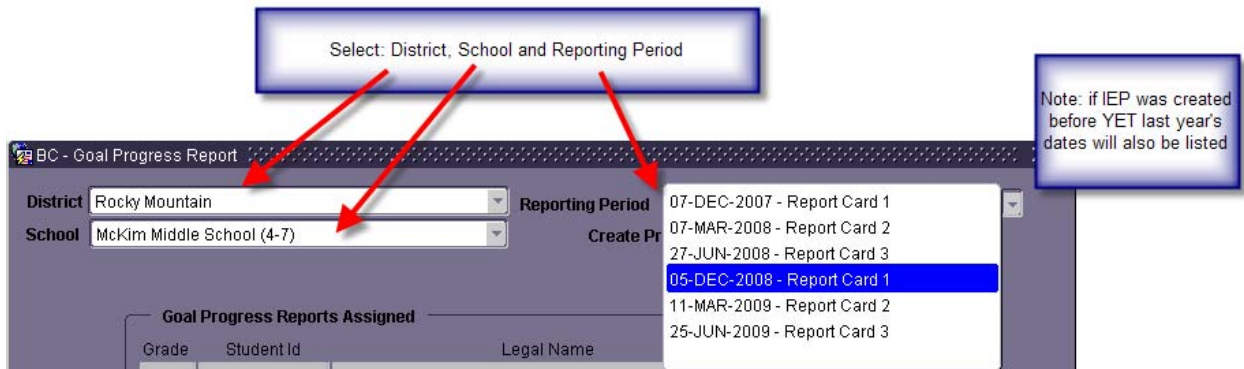 Select: District, School and Reporting Period
Note: if IEP was created
before YET last year's
dates will also be listed
BC - Goal Progress Report
District Rocky Mountain
Reporting Period
School McKim Middle School (4-7)
Create Pr
07-DEC-2007 - Report Card 1
07-MAR-2008 - Report Card 2
27-JUN-2008 - Report Card 3
05-DEC-2008 - Report Card 1
11-MAR-2009 - Report Card 2
25-JUN-2009 - Report Card 3
Goal Progress Reports Assigned
Grade Student Id Legal Name